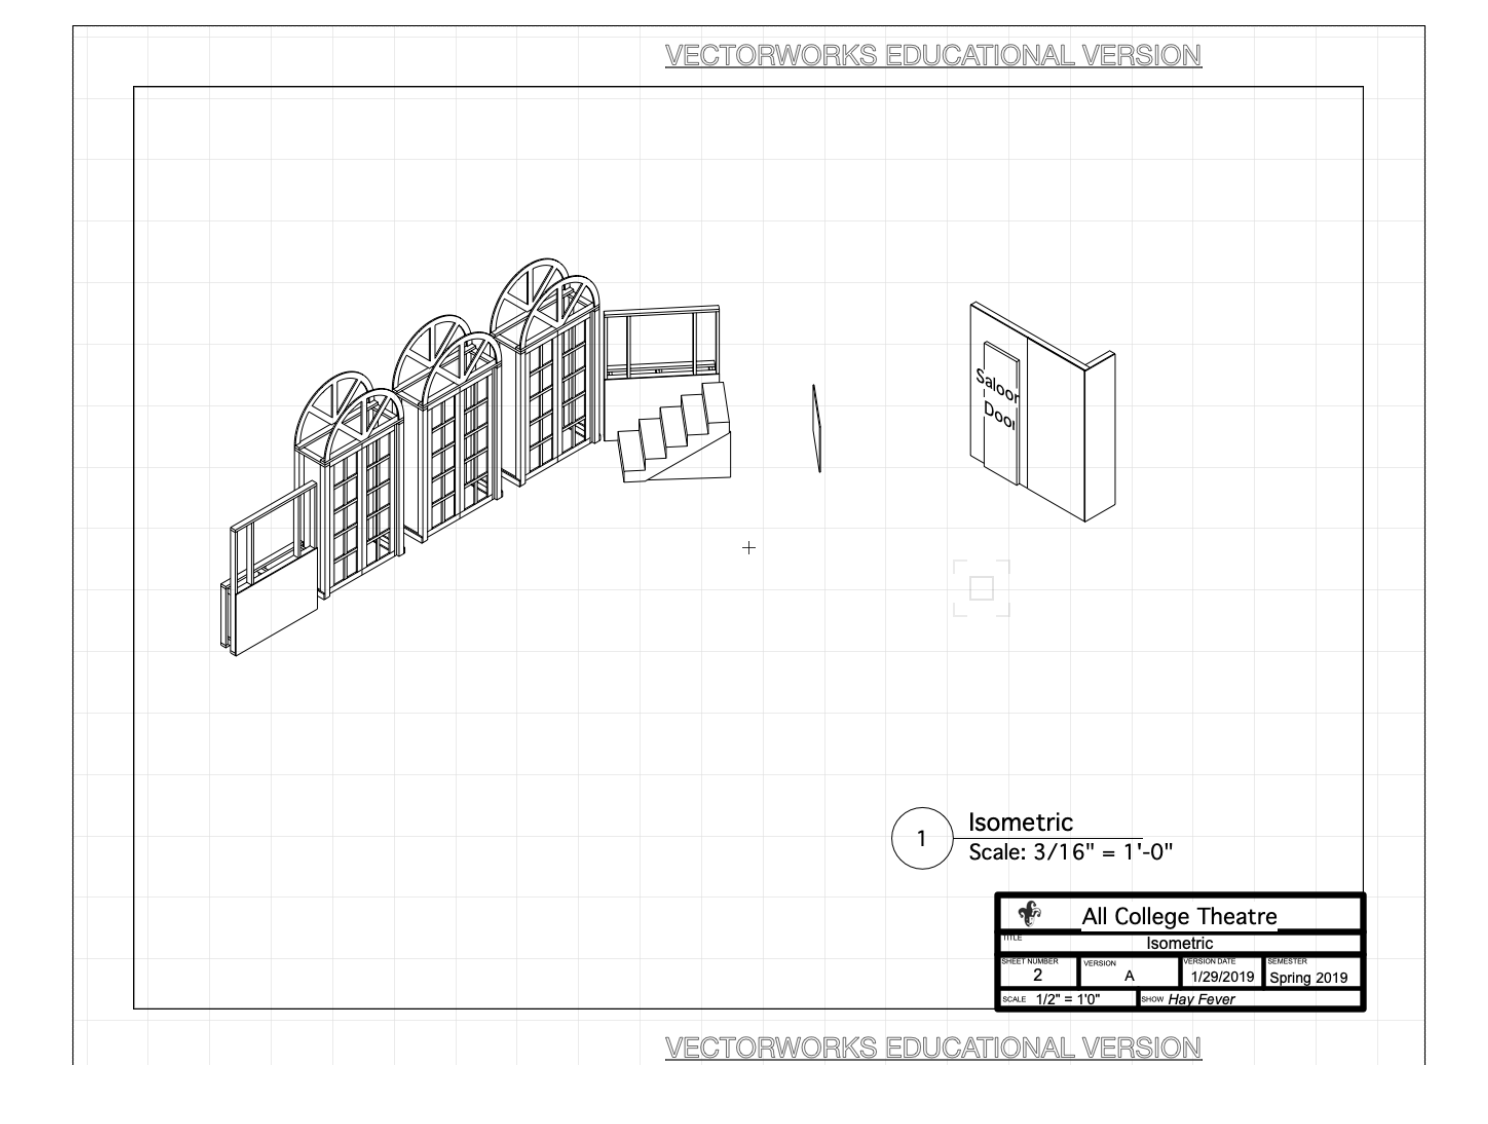 VECTORWORKS EDUCATIONAL VERSION
Saloon
Door
1
Isometric
Scale: 3/16" = 1'-0"
All College Theatre
TITLE
Isometric
SHEET NUMBER
2
VERSION
A
VERSION DATE
1/29/2019
SEMESTER
Spring 2019
SCALE 1/2" = 1'0"
SHOW Hay Fever
VECTORWORKS EDUCATIONAL VERSION